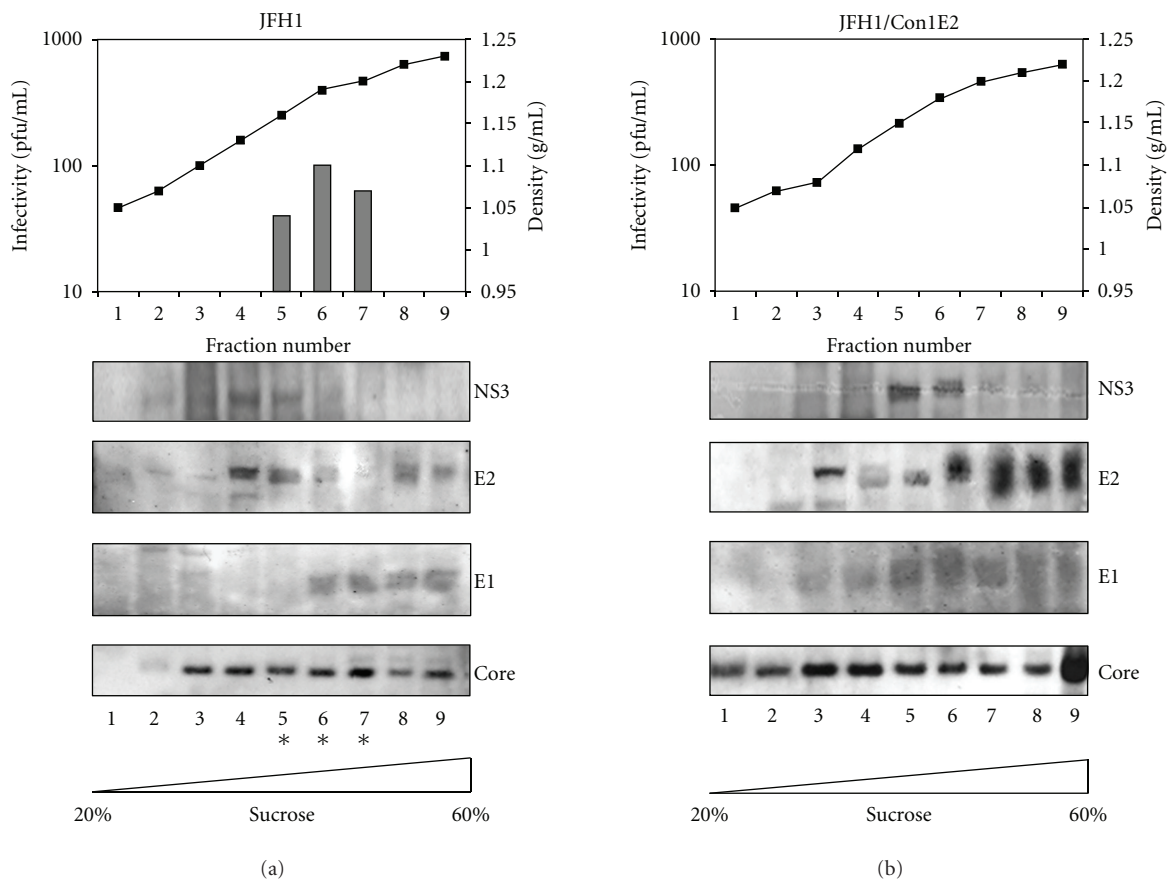 JFH1
1000
100
10
Infectivity (pfu/mL)
1.25
1.2
1.15
1.1
1.05
1
0.95
Density (g/mL)
1 2 3 4 5 6 7 8 9
Fraction number
NS3
E2
E1
Core
1 2 3 4 5 6 7 8 9
* * *
20% Sucrose 60%
(a)
JFH1/Con1E2
1000
100
10
Infectivity (pfu/mL)
1.25
1.2
1.15
1.1
1.05
1
0.95
Density (g/mL)
1 2 3 4 5 6 7 8 9
Fraction number
NS3
E2
E1
Core
1 2 3 4 5 6 7 8 9
20% Sucrose 60%
(b)